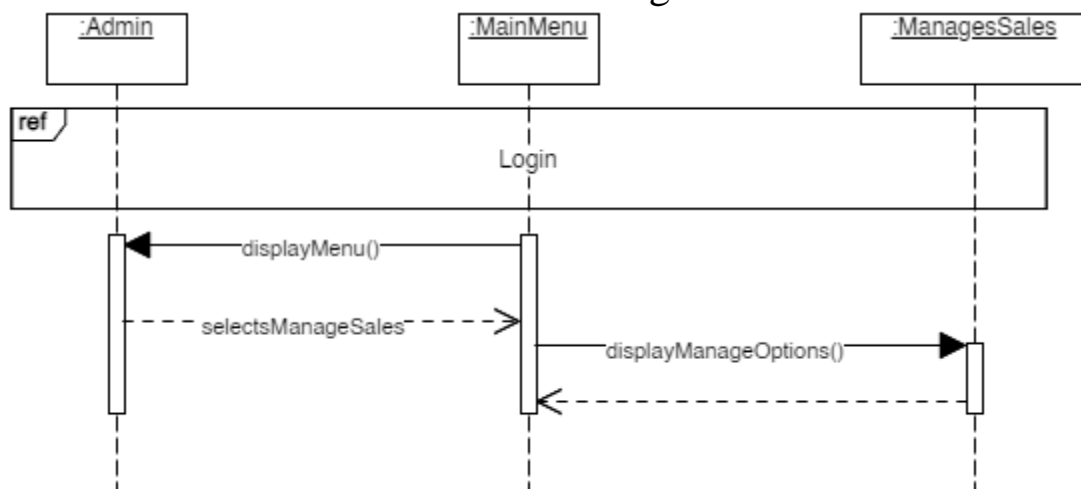 :Admin
:MainMenu
:ManagesSales
ref
Login
displayMenu()
selectsManageSales
displayManageOptions()